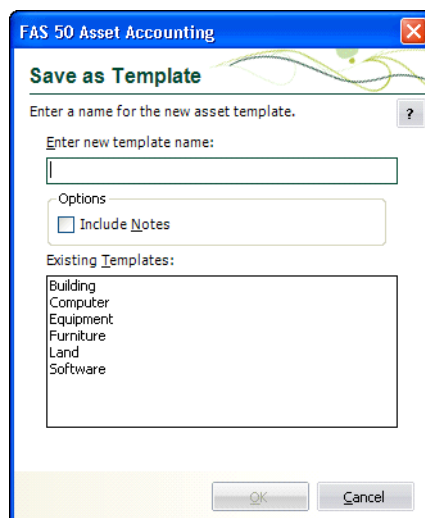 FAS 50 Asset Accounting
Save as Template
Enter a name for the new asset template.
?
Enter new template name:
Options
Include Notes
Existing Templates:
Building
Computer
Equipment
Furniture
Land
Software
OK
Cancel